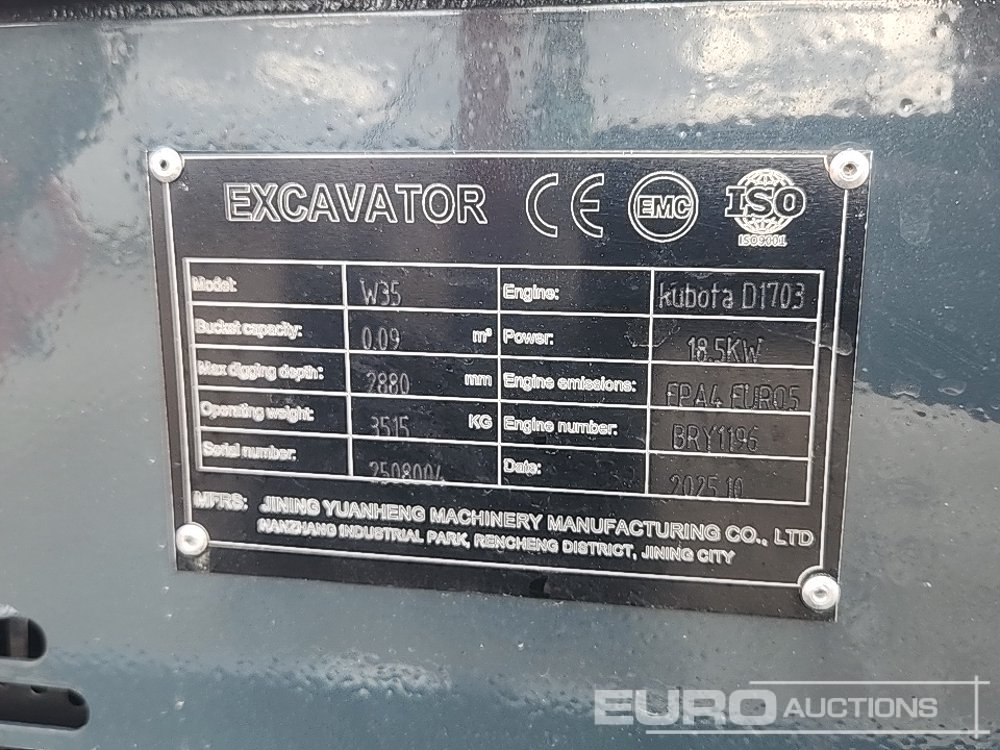 EXCAVATOR CE EMC ISO
ISO9001
Model: W35 Engine: kubota D1703
Bucket capacity: 0.09 m³ Power: 18.5KW
Max digging depth: 2880 mm Engine emissions: EPA4 EURO5
Operating weight: 3515 KG Engine number: BRY1196
Serial number: 2508004 Date: 2025.10
MFRS: JINING YUANHENG MACHINERY MANUFACTURING CO., LTD
NANZHANG INDUSTRIAL PARK, RENCHENG DISTRICT, JINING CITY
EURO AUCTIONS